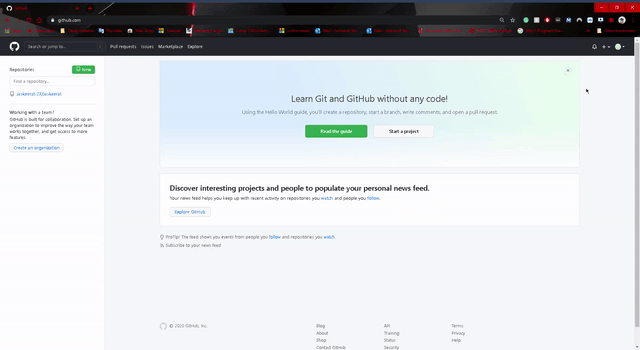 github.com
Search or jump to...
Pull requests Issues Marketplace Explore
Repositories
New
Find a repository...
Working with a team?
GitHub is built for collaboration. Set up an
organization to improve the way your team
works together, and get access to more
features.
Create an organization
Learn Git and GitHub without any code!
Using the Hello World guide, you'll create a repository, start a branch, write comments, and open a pull request.
Read the guide
Start a project
Discover interesting projects and people to populate your personal news feed.
Your news feed helps you keep up with recent activity on repositories you watch and people you follow.
Explore GitHub
ProTip! The feed shows you events from people you follow and repositories you watch.
Subscribe to your news feed
© 2020 GitHub, Inc.
Blog
About
Shop
Contact GitHub
API
Training
Status
Security
Terms
Privacy
Help